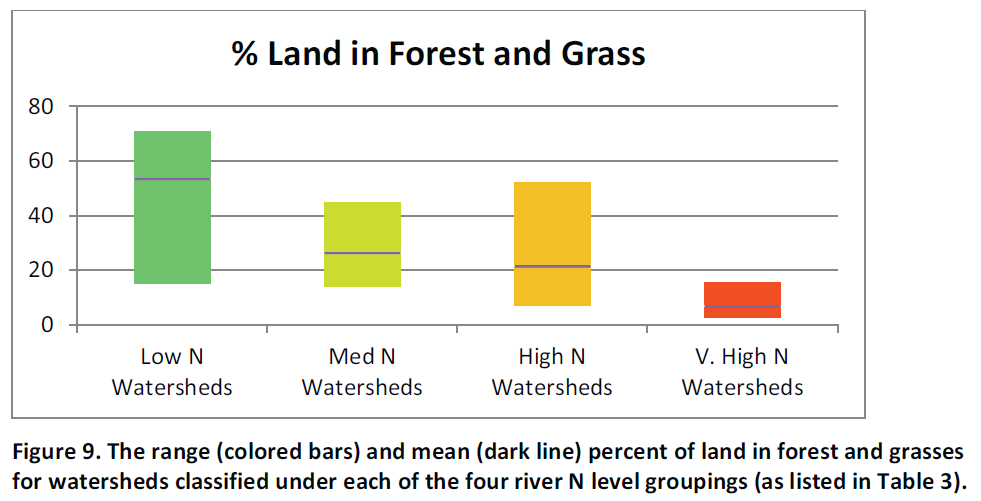 % Land in Forest and Grass
80
60
40
20
0
Low N Watersheds
Med N Watersheds
High N Watersheds
V. High N Watersheds
Figure 9. The range (colored bars) and mean (dark line) percent of land in forest and grasses
for watersheds classified under each of the four river N level groupings (as listed in Table 3).